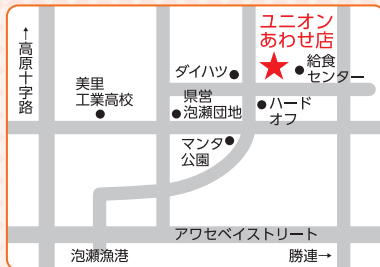 ↑高原十字路
美里
工業高校
ダイハツ
県営
泡瀬団地
ユニオン
あわせ店
給食
センター
ハード
オフ
マンタ
公園
アワセベイストリート
泡瀬漁港
勝連→